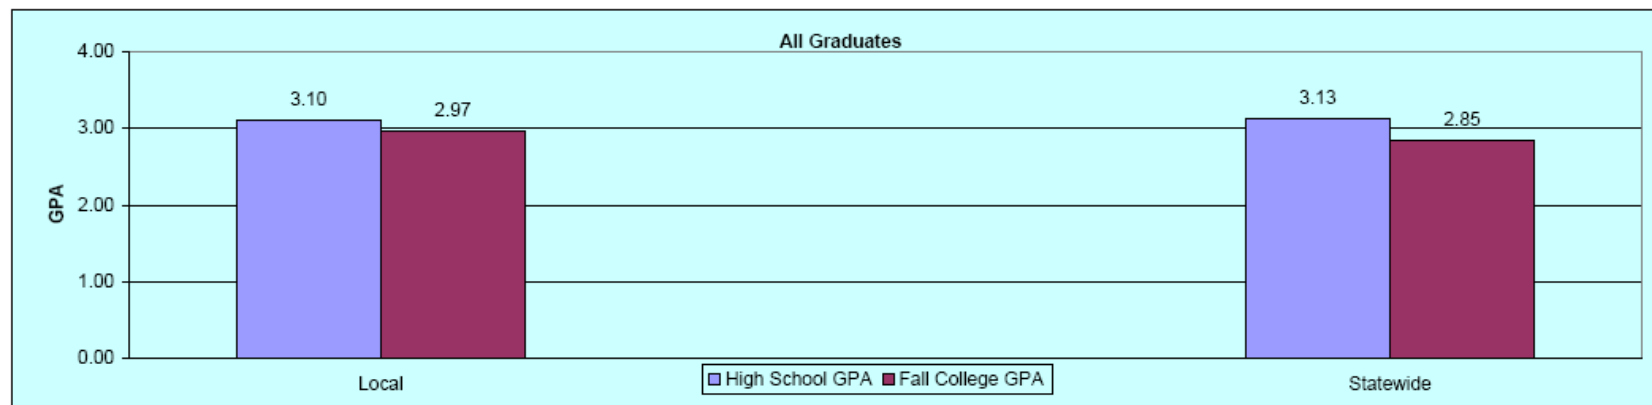 All Graduates
4.00
3.00
2.00
1.00
0.00
GPA
3.10
2.97
3.13
2.85
Local
High School GPA Fall College GPA
Statewide